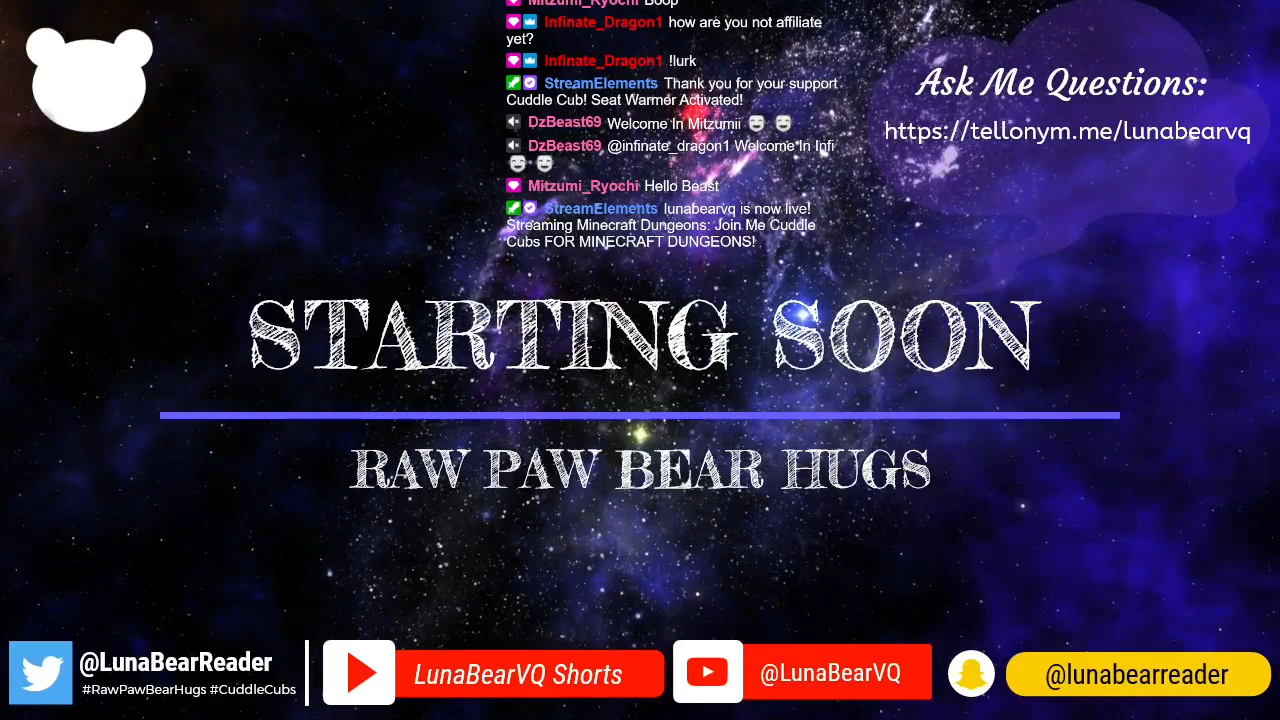 Mitzumi_Ryochi Boop
Infinate_Dragon1 how are you not affiliate
yet?
Infinate_Dragon1 !lurk
StreamElements Thank you for your support
Cuddle Cub! Seat Warmer Activated!
DzBeast69 Welcome In Mitzumii
DzBeast69 @infinate_dragon1 Welcome In Infi
Mitzumi_Ryochi Hello Beast
StreamElements lunabearvq is now live!
Streaming Minecraft Dungeons: Join Me Cuddle
Cubs FOR MINECRAFT DUNGEONS!
Ask Me Questions:
https://tellonym.me/lunabearvq
STARTING SOON
RAW PAW BEAR HUGS
@LunaBearReader
#RawPawBearHugs #CuddleCubs
LunaBearVQ Shorts
@LunaBearVQ
@lunabearreader